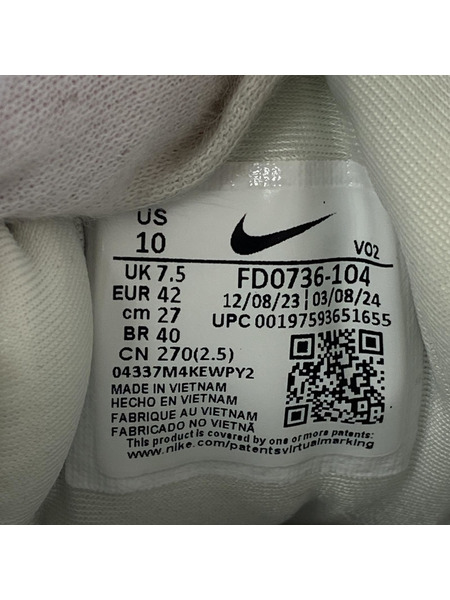 US
10
V02
UK 7.5
FD0736-104
EUR 42
12/08/23 | 03/08/24
cm 27
UPC 00197593651655
BR 40
CN 270(2.5)
04337M4KEWPY2
MADE IN VIETNAM
HECHO EN VIETNAM
FABRIQUE AU VIETNAM
FABRICADO NO VIETNÃ
This product is covered by one or more patents:
www.nike.com/patentsvirtualmarking